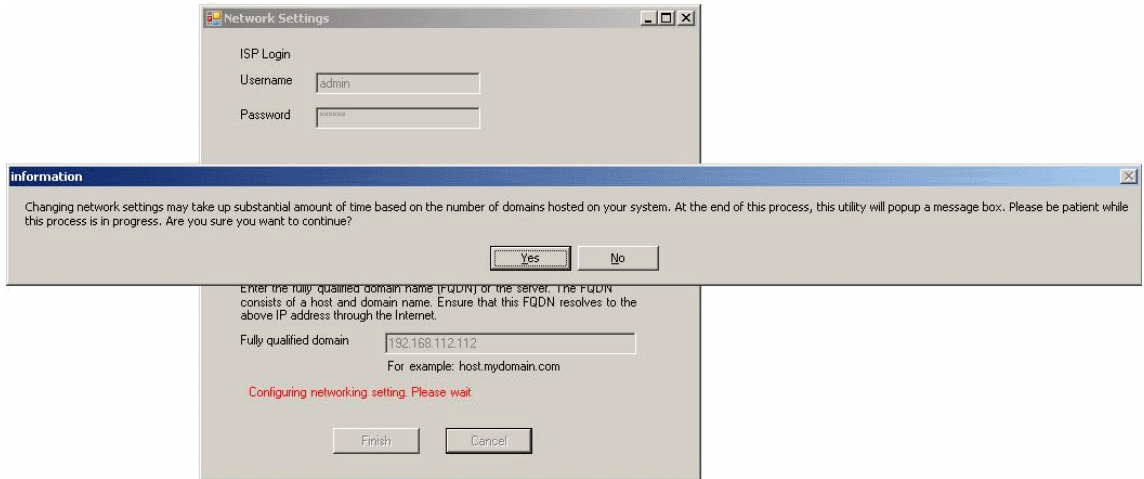 Network Settings
ISP Login
Username admin
Password xxxxxx
information
Changing network settings may take up substantial amount of time based on the number of domains hosted on your system. At the end of this process, this utility will popup a message box. Please be patient while
this process is in progress. Are you sure you want to continue?
Yes No
Enter the fully qualified domain name (FQDN) of the server. The FQDN
consists of a host and domain name. Ensure that this FQDN resolves to the
above IP address through the Internet.
Fully qualified domain 192.168.112.112
For example: host.mydomain.com
Configuring networking setting. Please wait
Finish Cancel